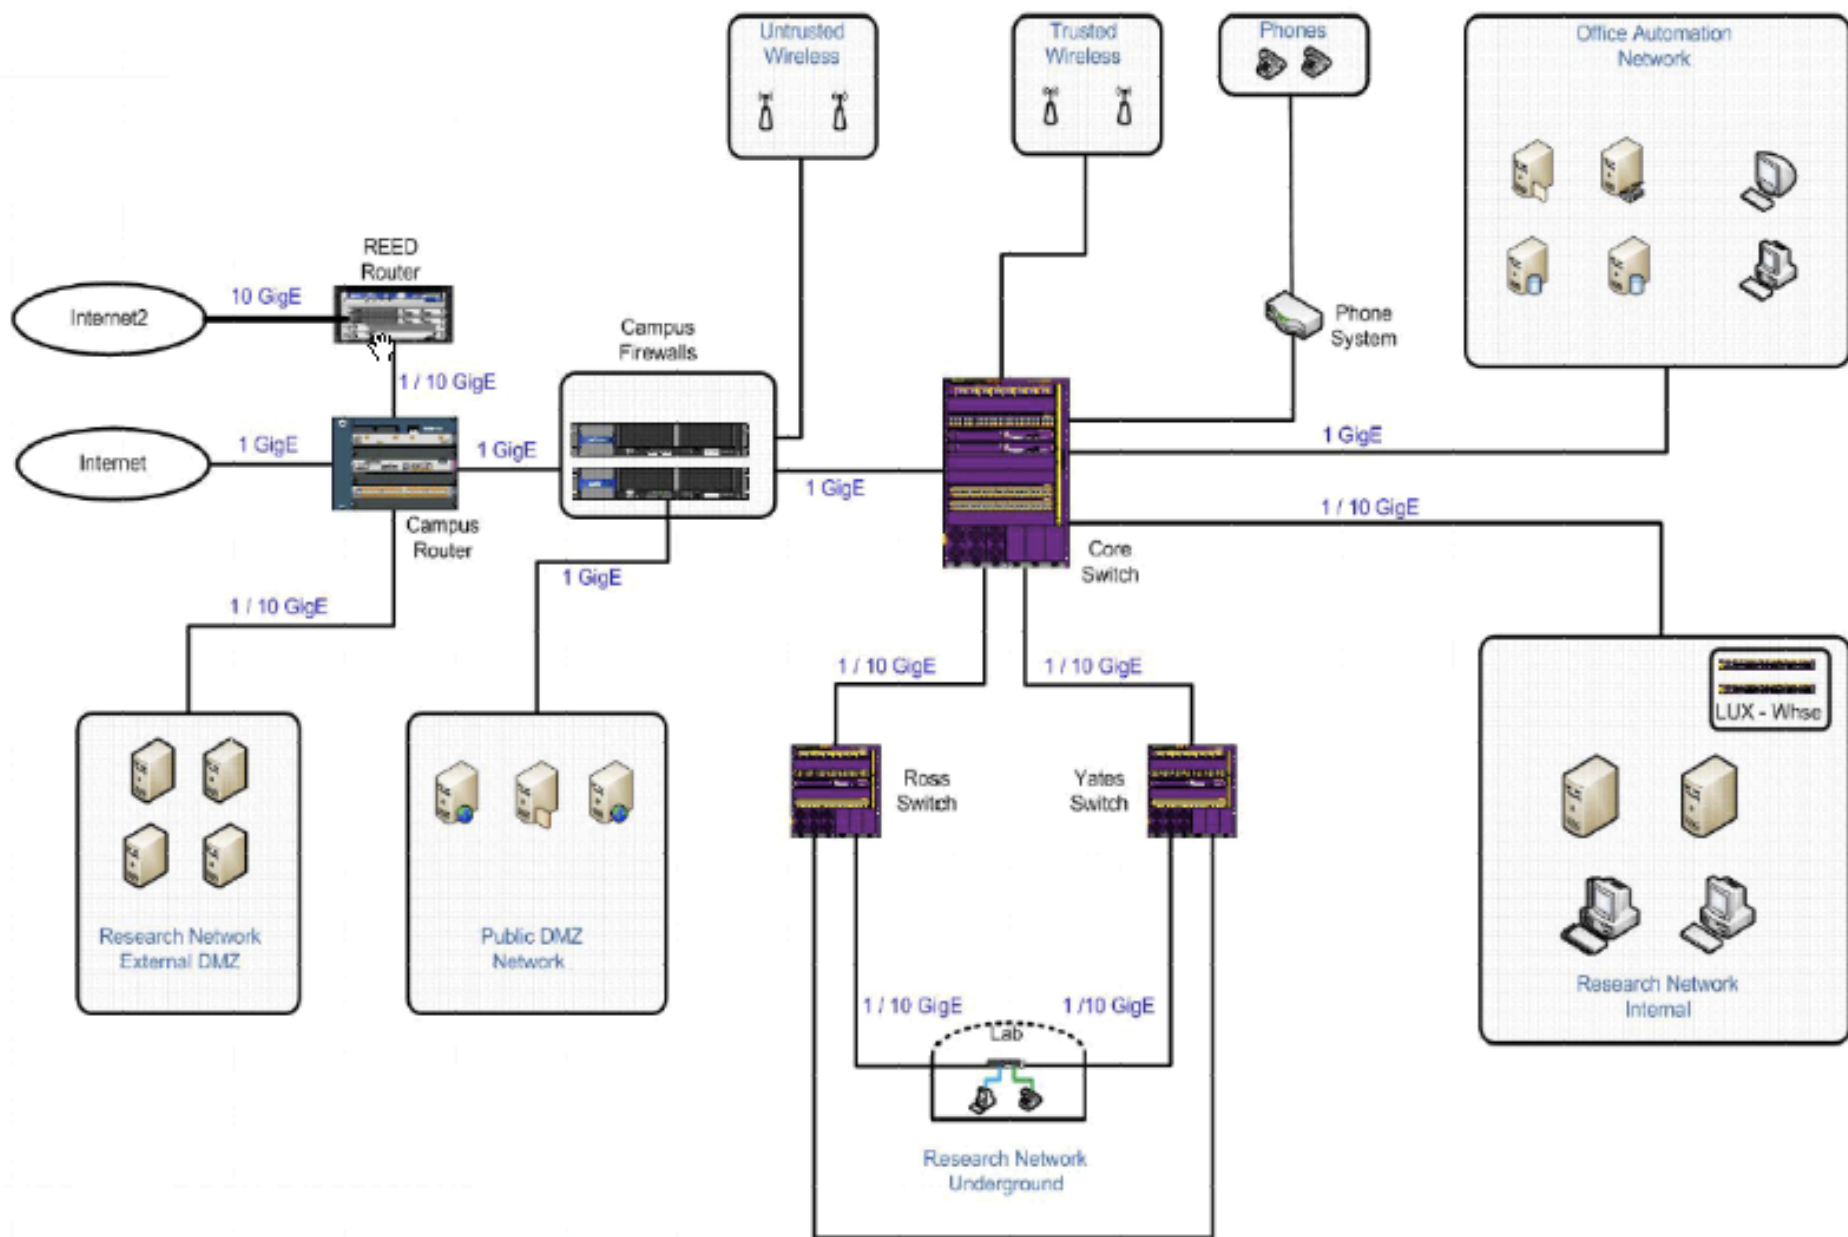 Untrusted
Wireless
Trusted
Wireless
Phones
Office Automation
Network
REED
Router
10 GigE
Internet2
Campus
Firewalls
Phone
System
1 / 10 GigE
1 GigE
Internet
1 GigE
1 GigE
1 GigE
1 / 10 GigE
Campus
Router
Core
Switch
1 GigE
1 / 10 GigE
1 / 10 GigE
1 / 10 GigE
LUX - Whse
Ross
Switch
Yates
Switch
Research Network
External DMZ
Public DMZ
Network
Research Network
Internal
1 / 10 GigE
1 /10 GigE
Lab
Research Network
Underground